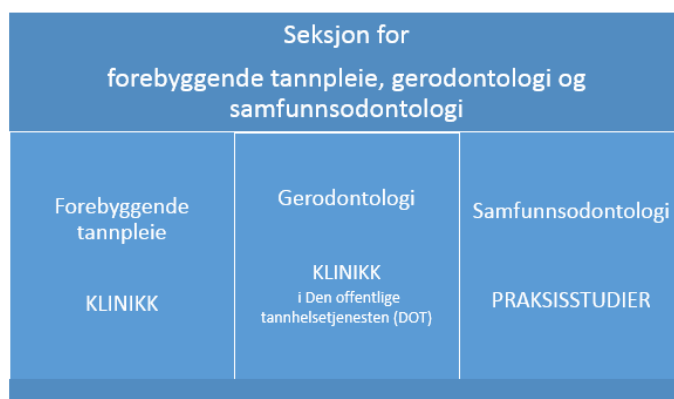 Seksjon for
forebyggende tannpleie, gerodontologi og
samfunnsodontologi
Forebyggende
tannpleie
KLINIKK
Gerodontologi
KLINIKK
i Den offentlige
tannhelsetjenesten (DOT)
Samfunnsodontologi
PRAKSISSTUDIER